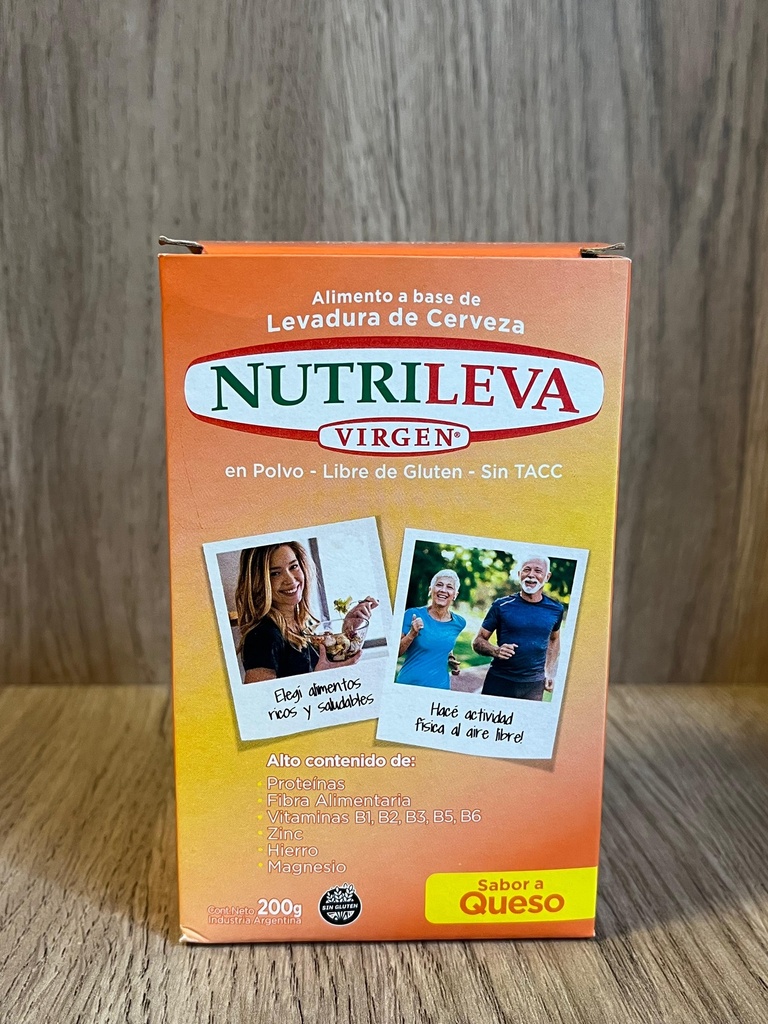 Alimento a base de
Levadura de Cerveza
NUTRILEVA
VIRGEN®
en Polvo - Libre de Gluten - Sin TACC
Elegí alimentos
ricos y saludables
Hacé actividad
física al aire libre!
Alto contenido de:
• Proteínas
• Fibra Alimentaria
• Vitaminas B1, B2, B3, B5, B6
• Zinc
• Hierro
• Magnesio
Cont. Neto 200g
Industria Argentina
SIN GLUTEN
Sabor a
Queso